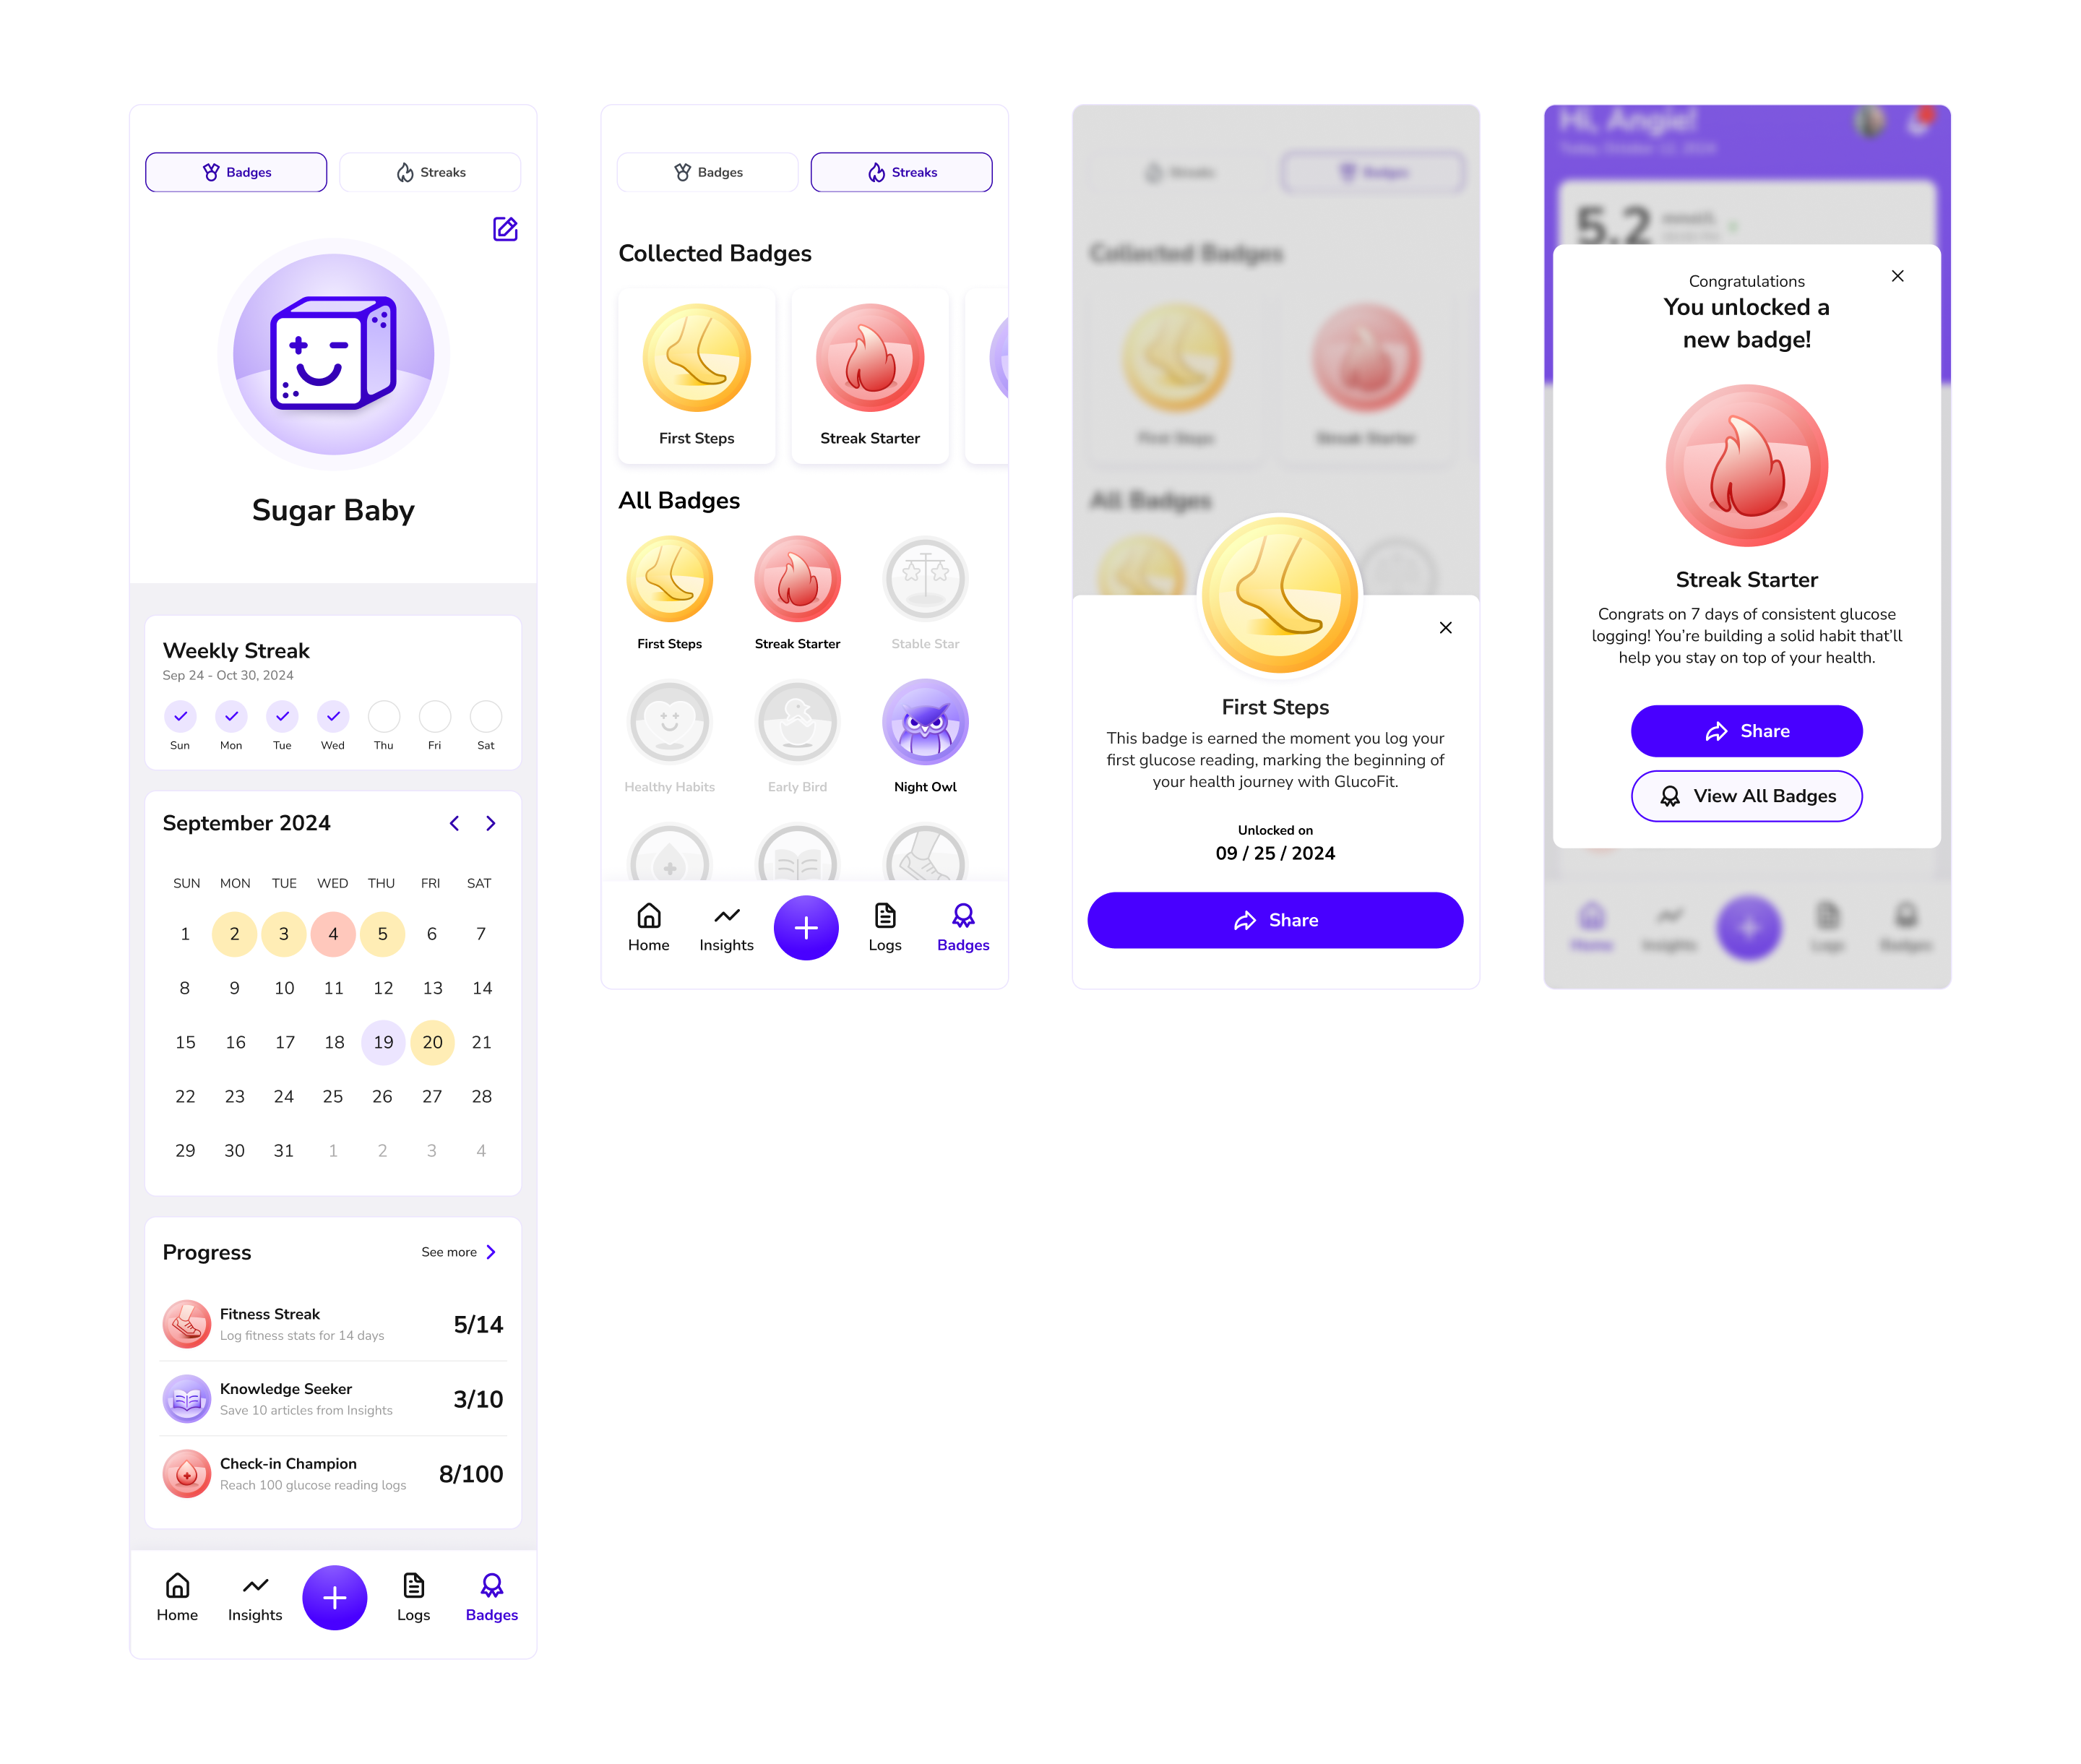 Badges
Streaks
Sugar Baby
Weekly Streak
Sep 24 - Oct 30, 2024
Sun Mon Tue Wed Thu Fri Sat
September 2024
SUN MON TUE WED THU FRI SAT
1 2 3 4 5 6 7
8 9 10 11 12 13 14
15 16 17 18 19 20 21
22 23 24 25 26 27 28
29 30 31 1 2 3 4
Progress
See more
Fitness Streak
Log fitness stats for 14 days
5/14
Knowledge Seeker
Save 10 articles from Insights
3/10
Check-in Champion
Reach 100 glucose reading logs
8/100
Home Insights Logs Badges
Badges
Streaks
Collected Badges
First Steps
Streak Starter
All Badges
First Steps
Streak Starter
Stable Star
Healthy Habits
Early Bird
Night Owl
Home Insights Logs Badges
Streaks
Badges
Collected Badges
First Steps
Streak Starter
All Badges
First Steps
This badge is earned the moment you log your
first glucose reading, marking the beginning of
your health journey with GlucoFit.
Unlocked on
09 / 25 / 2024
Share
Hi, Angie!
5.2
Congratulations
You unlocked a
new badge!
Streak Starter
Congrats on 7 days of consistent glucose
logging! You’re building a solid habit that’ll
help you stay on top of your health.
Share
View All Badges
Home Insights Logs Badges